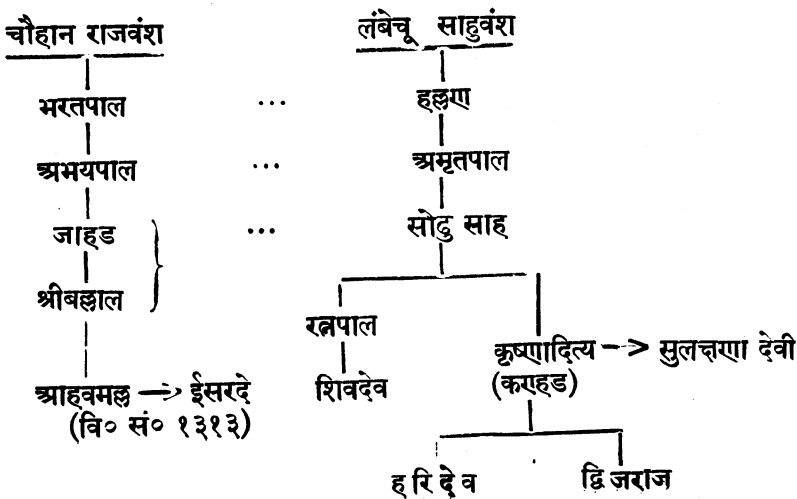 चौहान राजवंश लंबेचू साहुवंश
भरतपाल ... हल्लण
अभयपाल ... अमृतपाल
जाहड ... सोढु साह
श्रीबल्लाल
रत्नपाल
कृष्णादित्य -> सुलक्षणा देवी
आहवमल्ल -> ईसरदे शिवदेव (कण्हड)
(वि० सं० १३१३)
हरिदेव द्विजराज